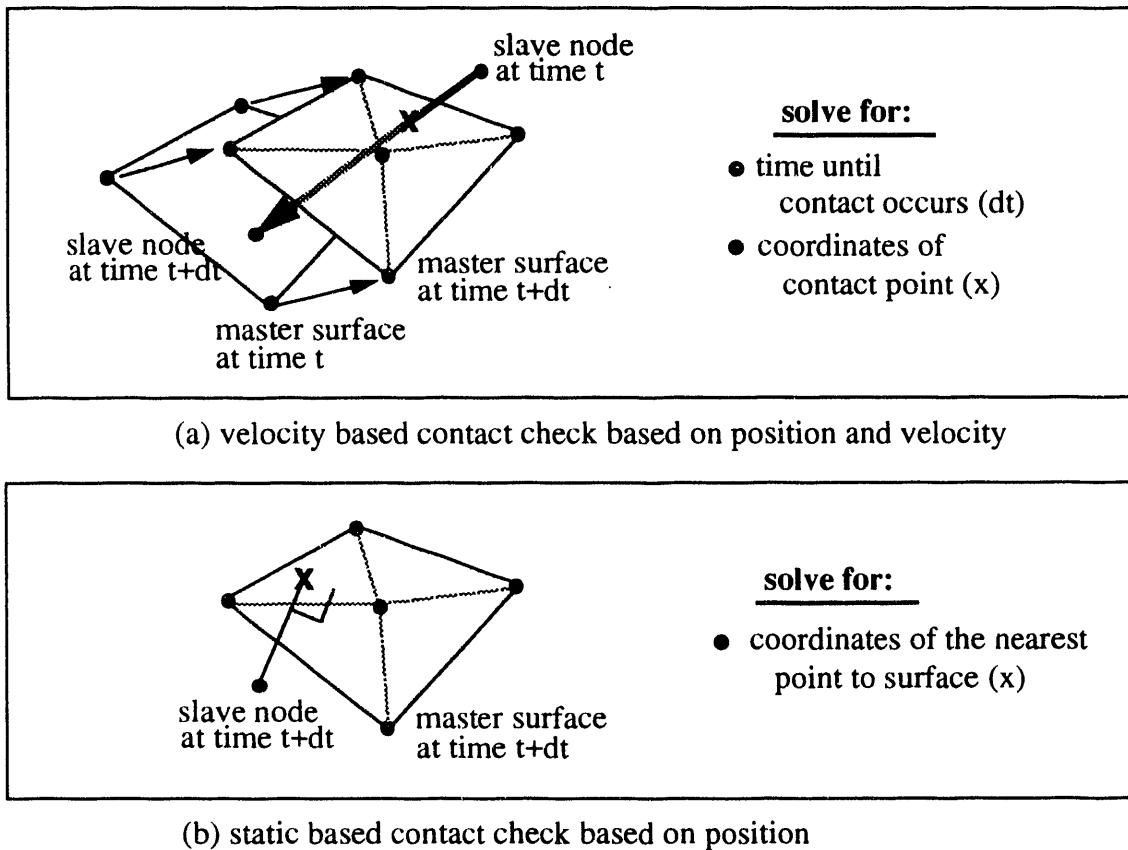 slave node
at time t
X
slave node
at time t+dt
master surface
at time t+dt
master surface
at time t
solve for:
● time until
contact occurs (dt)
● coordinates of
contact point (x)
(a) velocity based contact check based on position and velocity
X
slave node
at time t+dt
master surface
at time t+dt
solve for:
● coordinates of the nearest
point to surface (x)
(b) static based contact check based on position